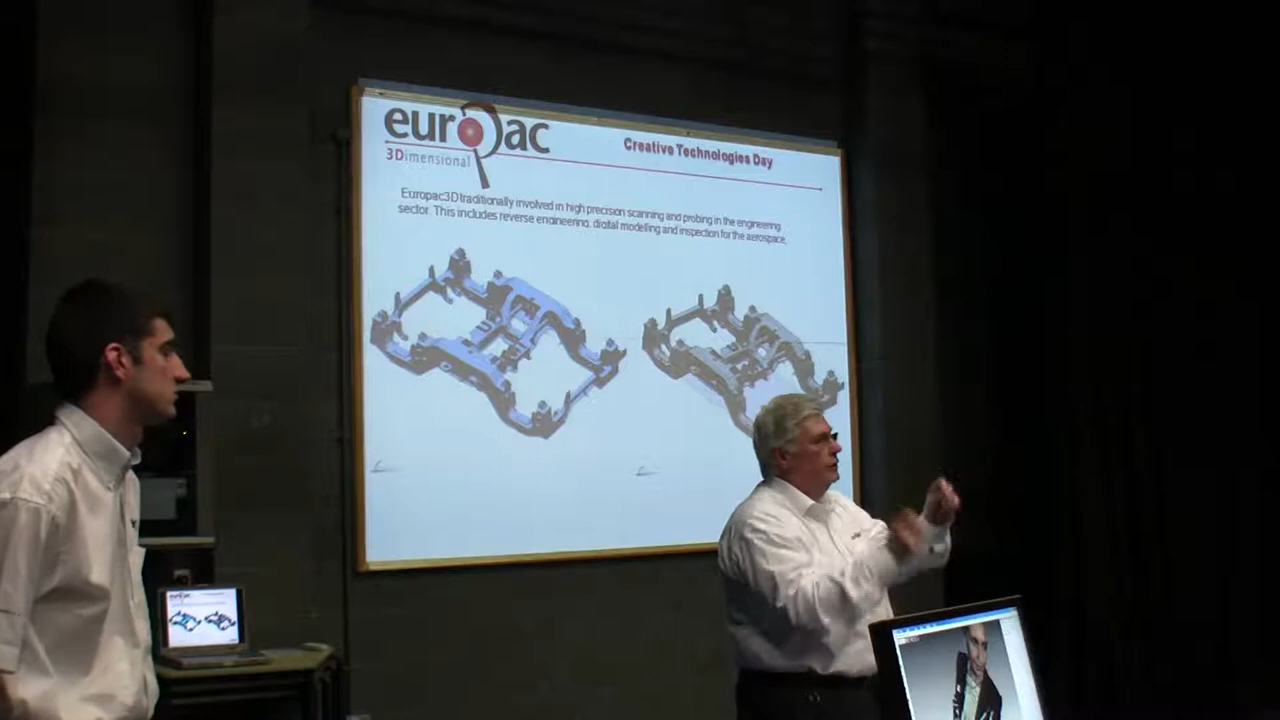 europac
3Dimensional
Creative Technologies Day
Europac3D traditionally involved in high precision scanning and probing in the engineering
sector. This includes reverse engineering, digital modelling and inspection for the aerospace,
europac